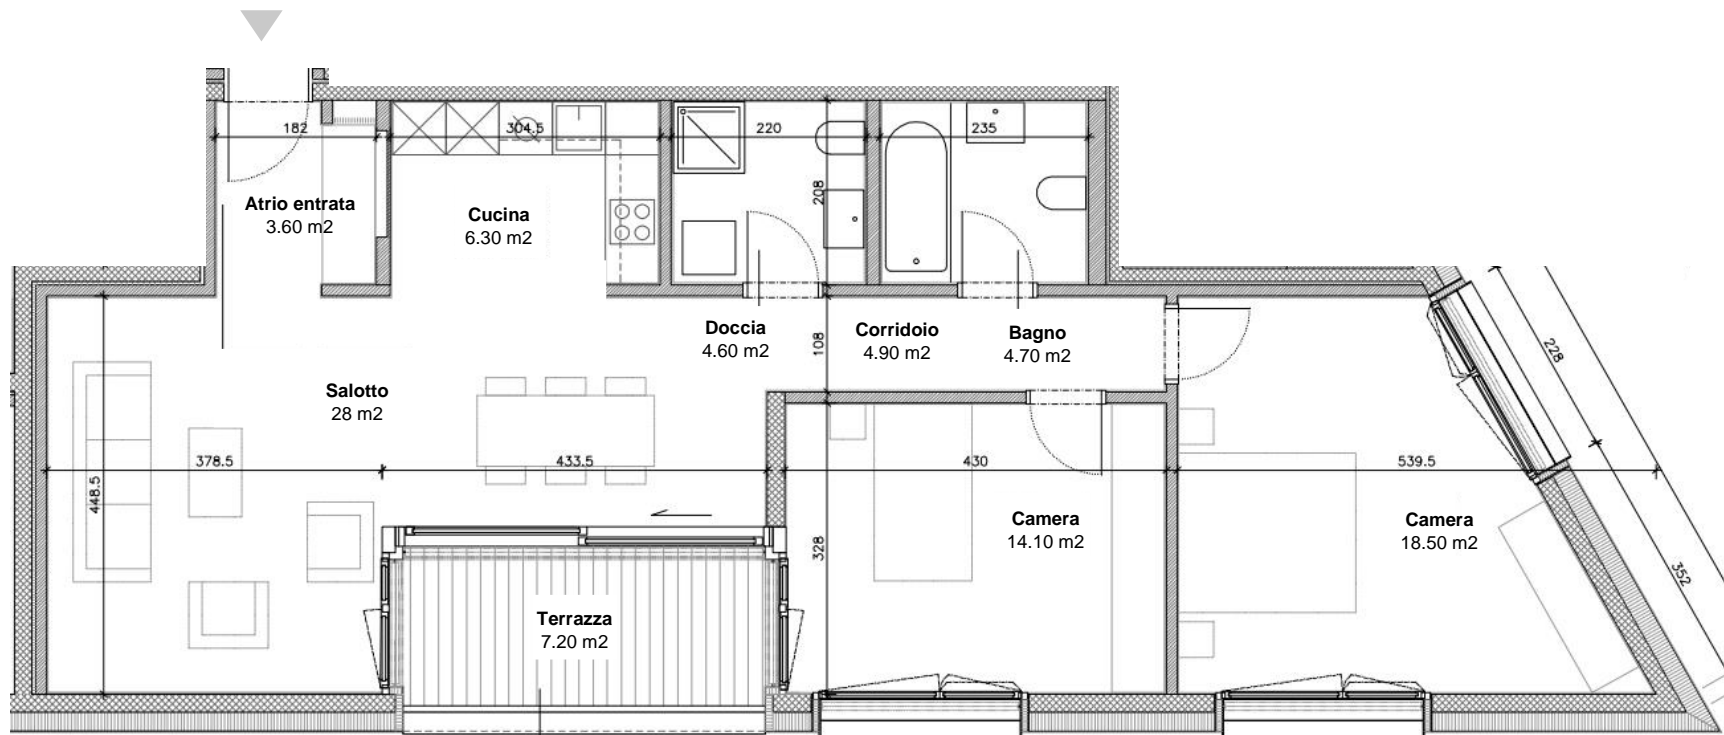 182
304.5
220
235
208
Atrio entrata
3.60 m2
Cucina
6.30 m2
Doccia
4.60 m2
108
Corridoio
4.90 m2
Bagno
4.70 m2
228
Salotto
28 m2
378.5
433.5
430
539.5
448.5
328
Camera
14.10 m2
Camera
18.50 m2
352
Terrazza
7.20 m2